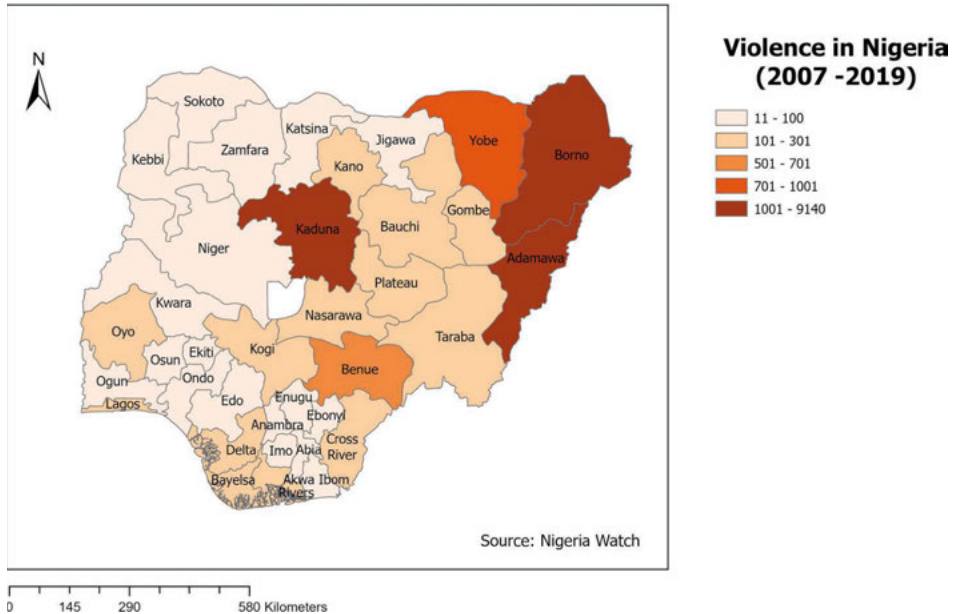 Violence in Nigeria
(2007 -2019)
11 - 100
101 - 301
501 - 701
701 - 1001
1001 - 9140
N
Sokoto
Katsina
Jigawa
Yobe
Borno
Kebbi
Zamfara
Kano
Gombe
Bauchi
Kaduna
Niger
Adamawa
Plateau
Kwara
Nasarawa
Taraba
Oyo
Kogi
Benue
Osun
Ekiti
Ogun
Ondo
Edo
Enugu
Lagos
Ebonyi
Anambra
Cross
River
Delta
Imo
Abia
Bayelsa
Akwa Ibom
Rivers
Source: Nigeria Watch
0 145 290 580 Kilometers